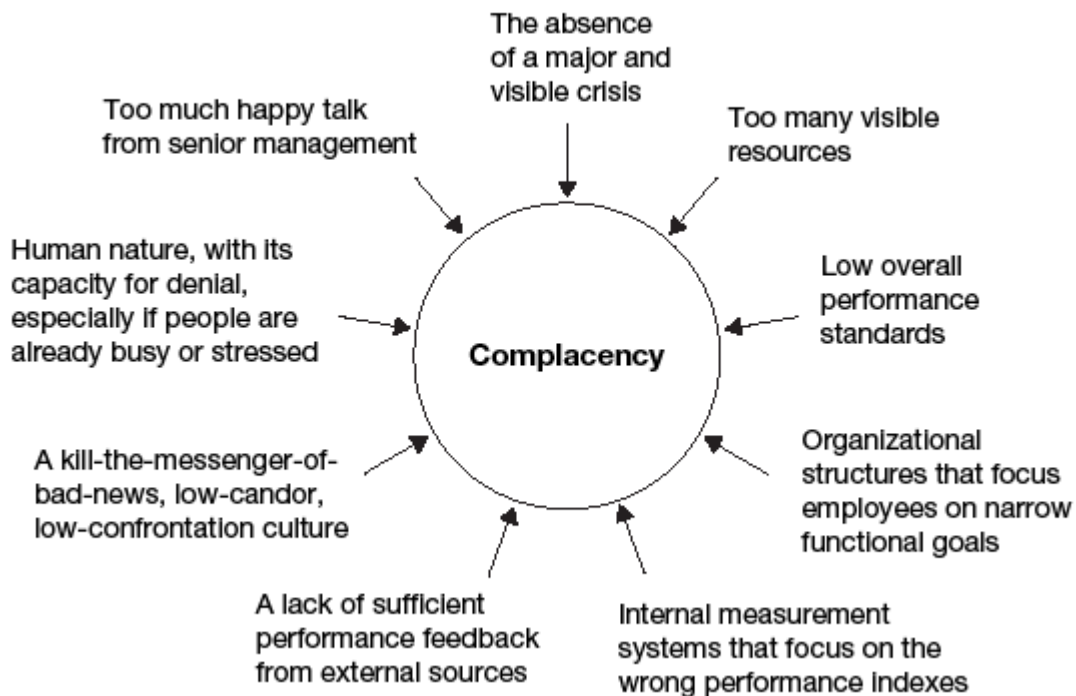 The absence
of a major and
visible crisis
Too many visible
resources
Low overall
performance
standards
Organizational
structures that focus
employees on narrow
functional goals
Internal measurement
systems that focus on the
wrong performance indexes
A lack of sufficient
performance feedback
from external sources
A kill-the-messenger-of-
bad-news, low-candor,
low-confrontation culture
Human nature, with its
capacity for denial,
especially if people are
already busy or stressed
Too much happy talk
from senior management
Complacency